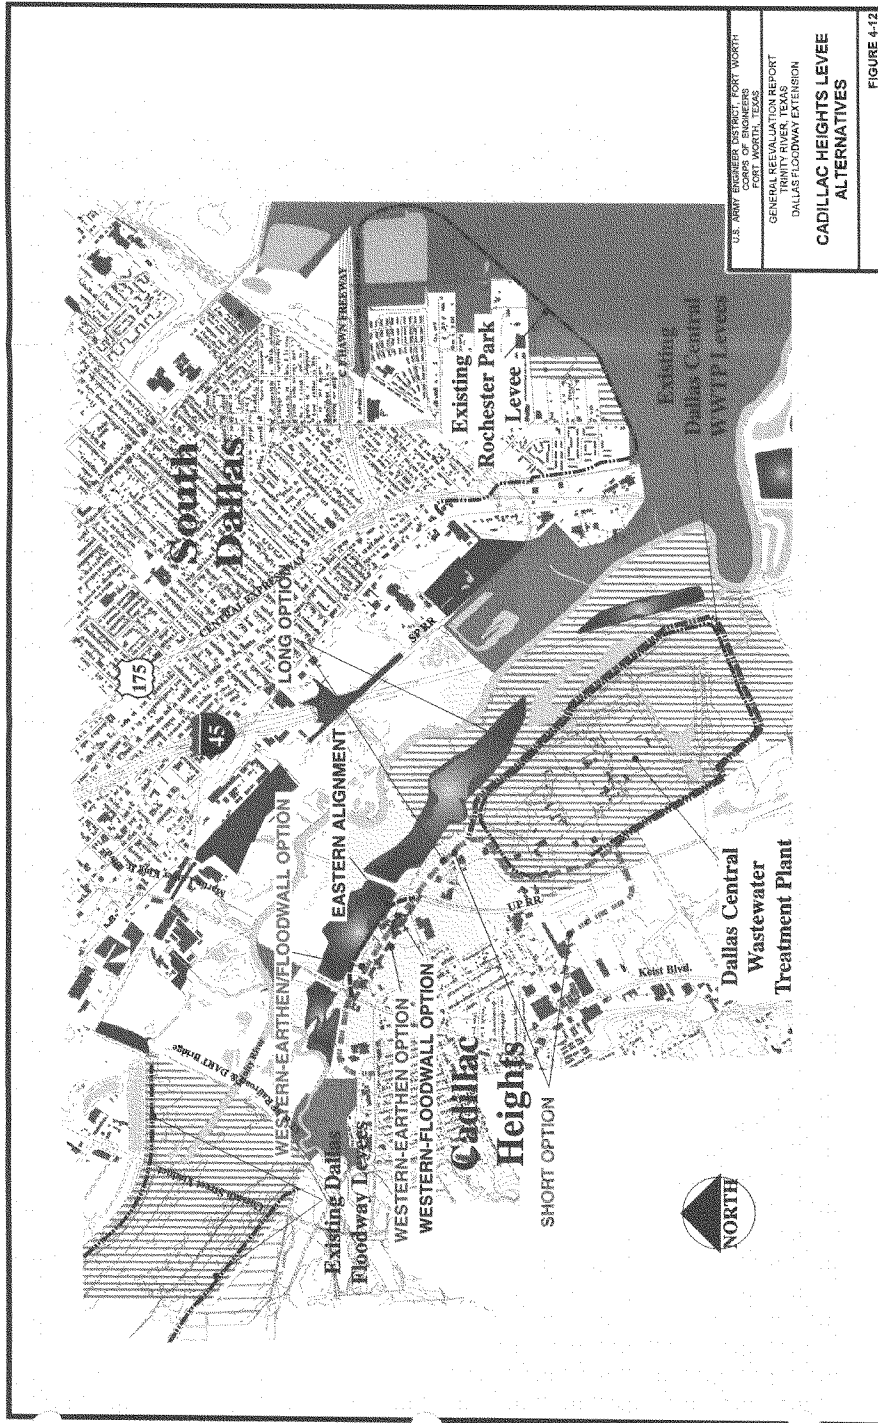 South
Dallas
175
45
CENTRAL EXPRESSWAY
C F HAWN FREEWAY
LONG OPTION
SP RR
EASTERN ALIGNMENT
WESTERN-EARTHEN/FLOODWALL OPTION
Existing
Rochester Park
Levee
Existing
Dallas Central
WWTP Levees
DART Bridge
Existing Dallas
Floodway Levees
WESTERN-EARTHEN OPTION
WESTERN-FLOODWALL OPTION
Cadillac
Heights
SHORT OPTION
UP RR
Keist Blvd.
Dallas Central
Wastewater
Treatment Plant
NORTH
U.S. ARMY ENGINEER DISTRICT, FORT WORTH
CORPS OF ENGINEERS
FORT WORTH, TEXAS
GENERAL REEVALUATION REPORT
TRINITY RIVER, TEXAS
DALLAS FLOODWAY EXTENSION
CADILLAC HEIGHTS LEVEE
ALTERNATIVES
FIGURE 4-12